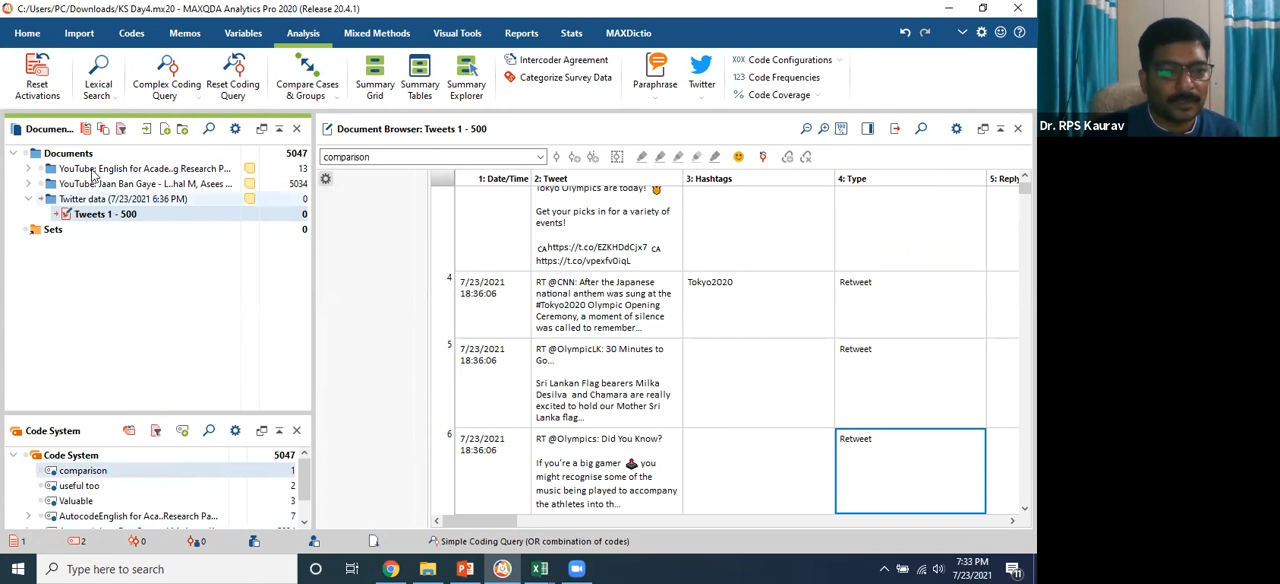 C:/Users/PC/Downloads/KS Day4.mx20 - MAXQDA Analytics Pro (Release 20.4.1)
Home Import Codes Memos Variables Analysis Mixed Methods Visual Tools Reports Stats MAXDictio
Reset Activations
Lexical Search
Complex Coding Query
Reset Coding Query
Compare Cases & Groups
Summary Grid
Summary Tables
Summary Explorer
Intercoder Agreement
Categorize Survey Data
Paraphrase
Twitter
Code Configurations
123 Code Frequencies
% Code Coverage
Dr. RPS Kaurav
Documen...
Documents 5047
YouTube: English for Acade...g Research P... 13
YouTube: Jaan Ban Gaye - L...hal M, Asees ... 5034
Twitter data (7/23/2021 6:36 PM) 0
Tweets 1 - 500 0
Sets 0
Document Browser: Tweets 1 - 500
comparison
1: Date/Time 2: Tweet 3: Hashtags 4: Type 5: Reply
Tokyo Olympics are today!
Get your picks in for a variety of
events!
CA https://t.co/EZKHDdCjx7 CA
https://t.co/vpexfv0iqL
4
7/23/2021
18:36:06
RT @CNN: After the Japanese
national anthem was sung at the
#Tokyo2020 Olympic Opening
Ceremony, a moment of silence
was called to remember...
Tokyo2020
Retweet
5
7/23/2021
18:36:06
RT @OlympicLK: 30 Minutes to
Go...
Sri Lankan Flag bearers Milka
Desilva and Chamara are really
excited to hold our Mother Sri
Lanka flag...
Retweet
6
7/23/2021
18:36:06
RT @Olympics: Did You Know?
If you're a big gamer you
might recognise some of the
music being played to accompany
the athletes into th...
Retweet
Code System
Code System 5047
comparison 1
useful too 2
Valuable 3
AutocodeEnglish for Aca..Research Pa... 7
1 2 0 0
Simple Coding Query (OR combination of codes)
Type here to search
7:33 PM
7/23/2021
11